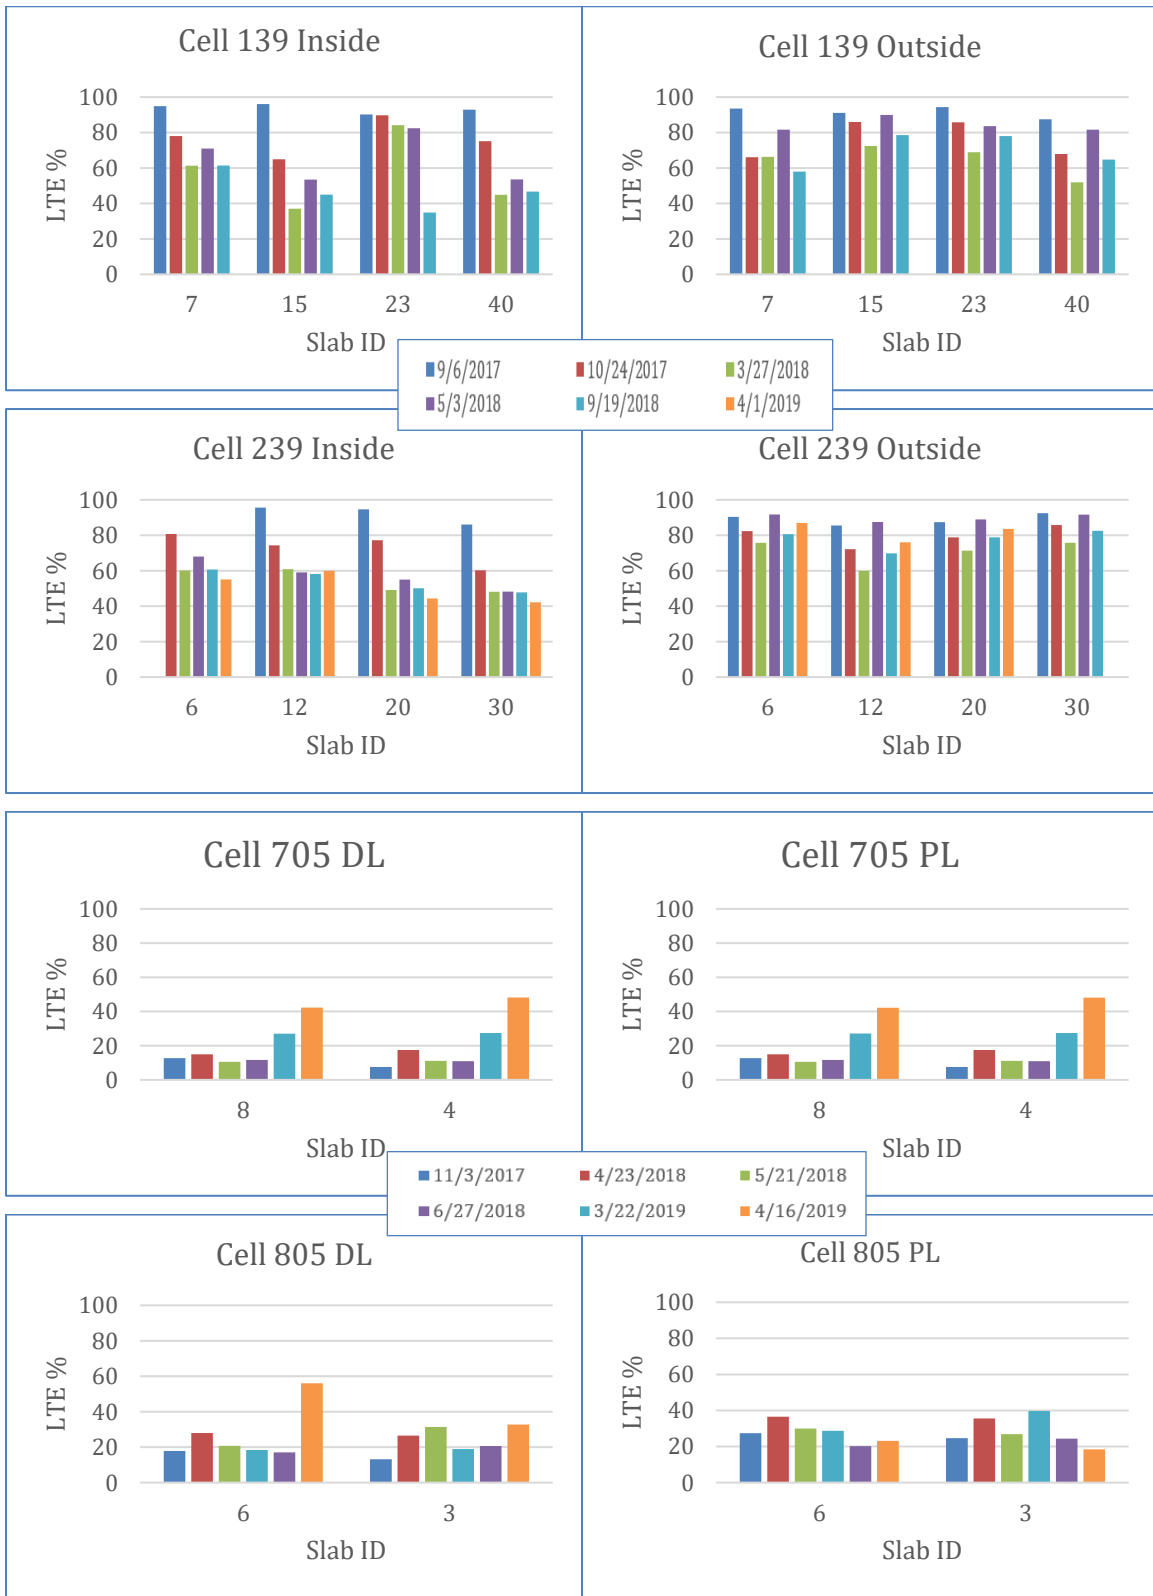 Cell 139 Inside
100
80
60
40
20
0
LTE %
7 15 23 40
Slab ID
Cell 139 Outside
100
80
60
40
20
0
LTE %
7 15 23 40
Slab ID
9/6/2017 10/24/2017 3/27/2018
5/3/2018 9/19/2018 4/1/2019
Cell 239 Inside
100
80
60
40
20
0
LTE %
6 12 20 30
Slab ID
Cell 239 Outside
100
80
60
40
20
0
LTE %
6 12 20 30
Slab ID
Cell 705 DL
100
80
60
40
20
0
LTE %
8 4
Slab ID
Cell 705 PL
100
80
60
40
20
0
LTE %
8 4
Slab ID
11/3/2017 4/23/2018 5/21/2018
6/27/2018 3/22/2019 4/16/2019
Cell 805 DL
100
80
60
40
20
0
LTE %
6 3
Slab ID
Cell 805 PL
100
80
60
40
20
0
LTE %
6 3
Slab ID